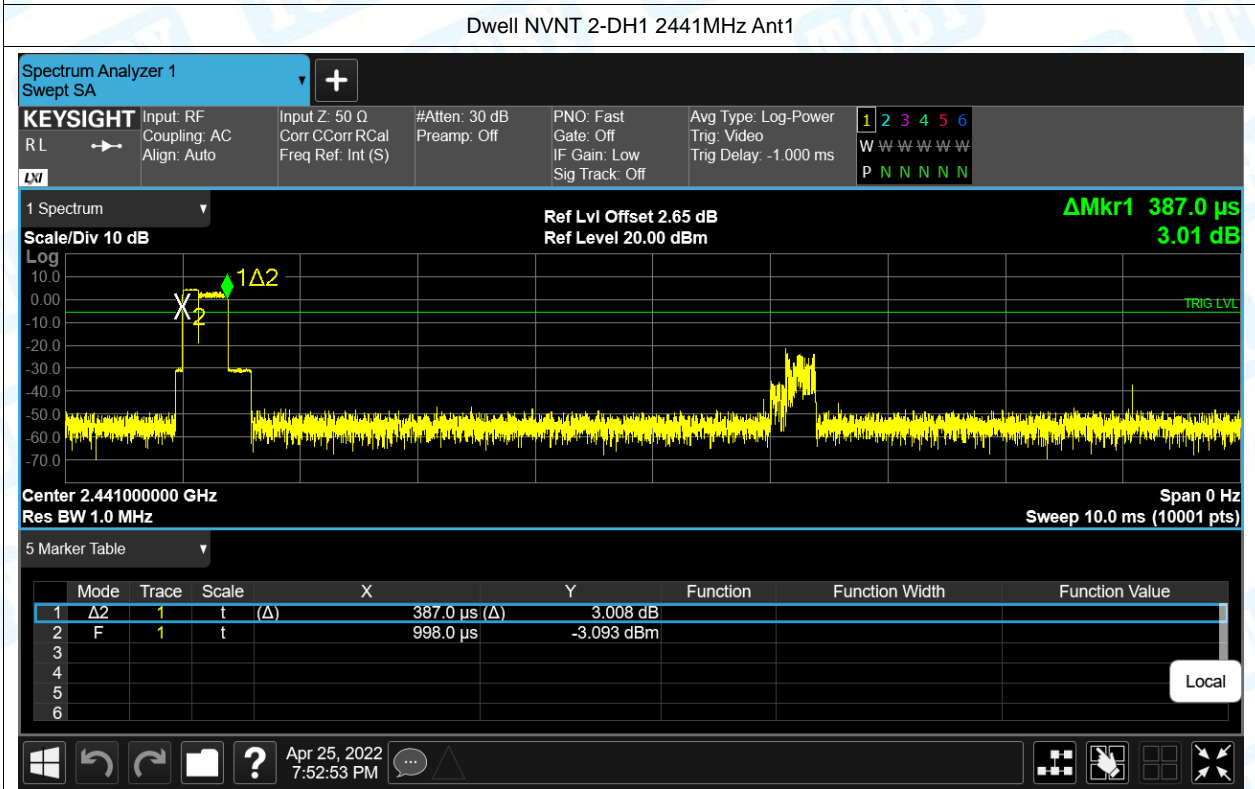 Dwell NVNT 2-DH1 2441MHz Ant1
Spectrum Analyzer 1
Swept SA
KEYSIGHT
RL
LXI
Input: RF
Coupling: AC
Align: Auto
Input Z: 50 Ω
Corr CCorr RCal
Freq Ref: Int (S)
#Atten: 30 dB
Preamp: Off
PNO: Fast
Gate: Off
IF Gain: Low
Sig Track: Off
Avg Type: Log-Power
Trig: Video
Trig Delay: -1.000 ms
1 2 3 4 5 6
W W W W W W
P N N N N N
1 Spectrum
Scale/Div 10 dB
Ref Lvl Offset 2.65 dB
Ref Level 20.00 dBm
ΔMkr1 387.0 µs
3.01 dB
Log
10.0
0.00
-10.0
-20.0
-30.0
-40.0
-50.0
-60.0
-70.0
1Δ2
X
2
TRIG LVL
Center 2.441000000 GHz
Res BW 1.0 MHz
Span 0 Hz
Sweep 10.0 ms (10001 pts)
5 Marker Table
Mode Trace Scale X Y Function Function Width Function Value
1 Δ2 1 t (Δ) 387.0 µs (Δ) 3.008 dB
2 F 1 t 998.0 µs -3.093 dBm
3
4
5
6
Local
?
Apr 25, 2022
7:52:53 PM